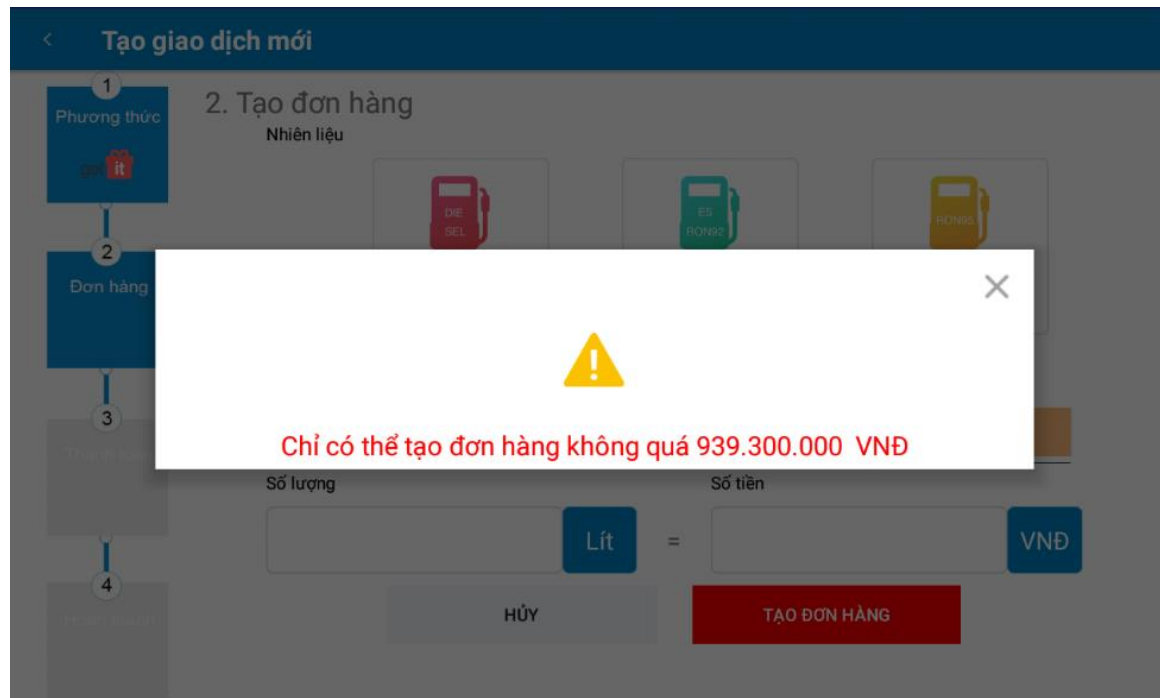 Tạo giao dịch mới
1
Phương thức
got it
2. Tạo đơn hàng
Nhiên liệu
DIE
SEL
E5
RON92
RON95
2
Đơn hàng
Chỉ có thể tạo đơn hàng không quá 939.300.000 VNĐ
3
Số lượng
Số tiền
Lít
=
VNĐ
4
HỦY
TẠO ĐƠN HÀNG